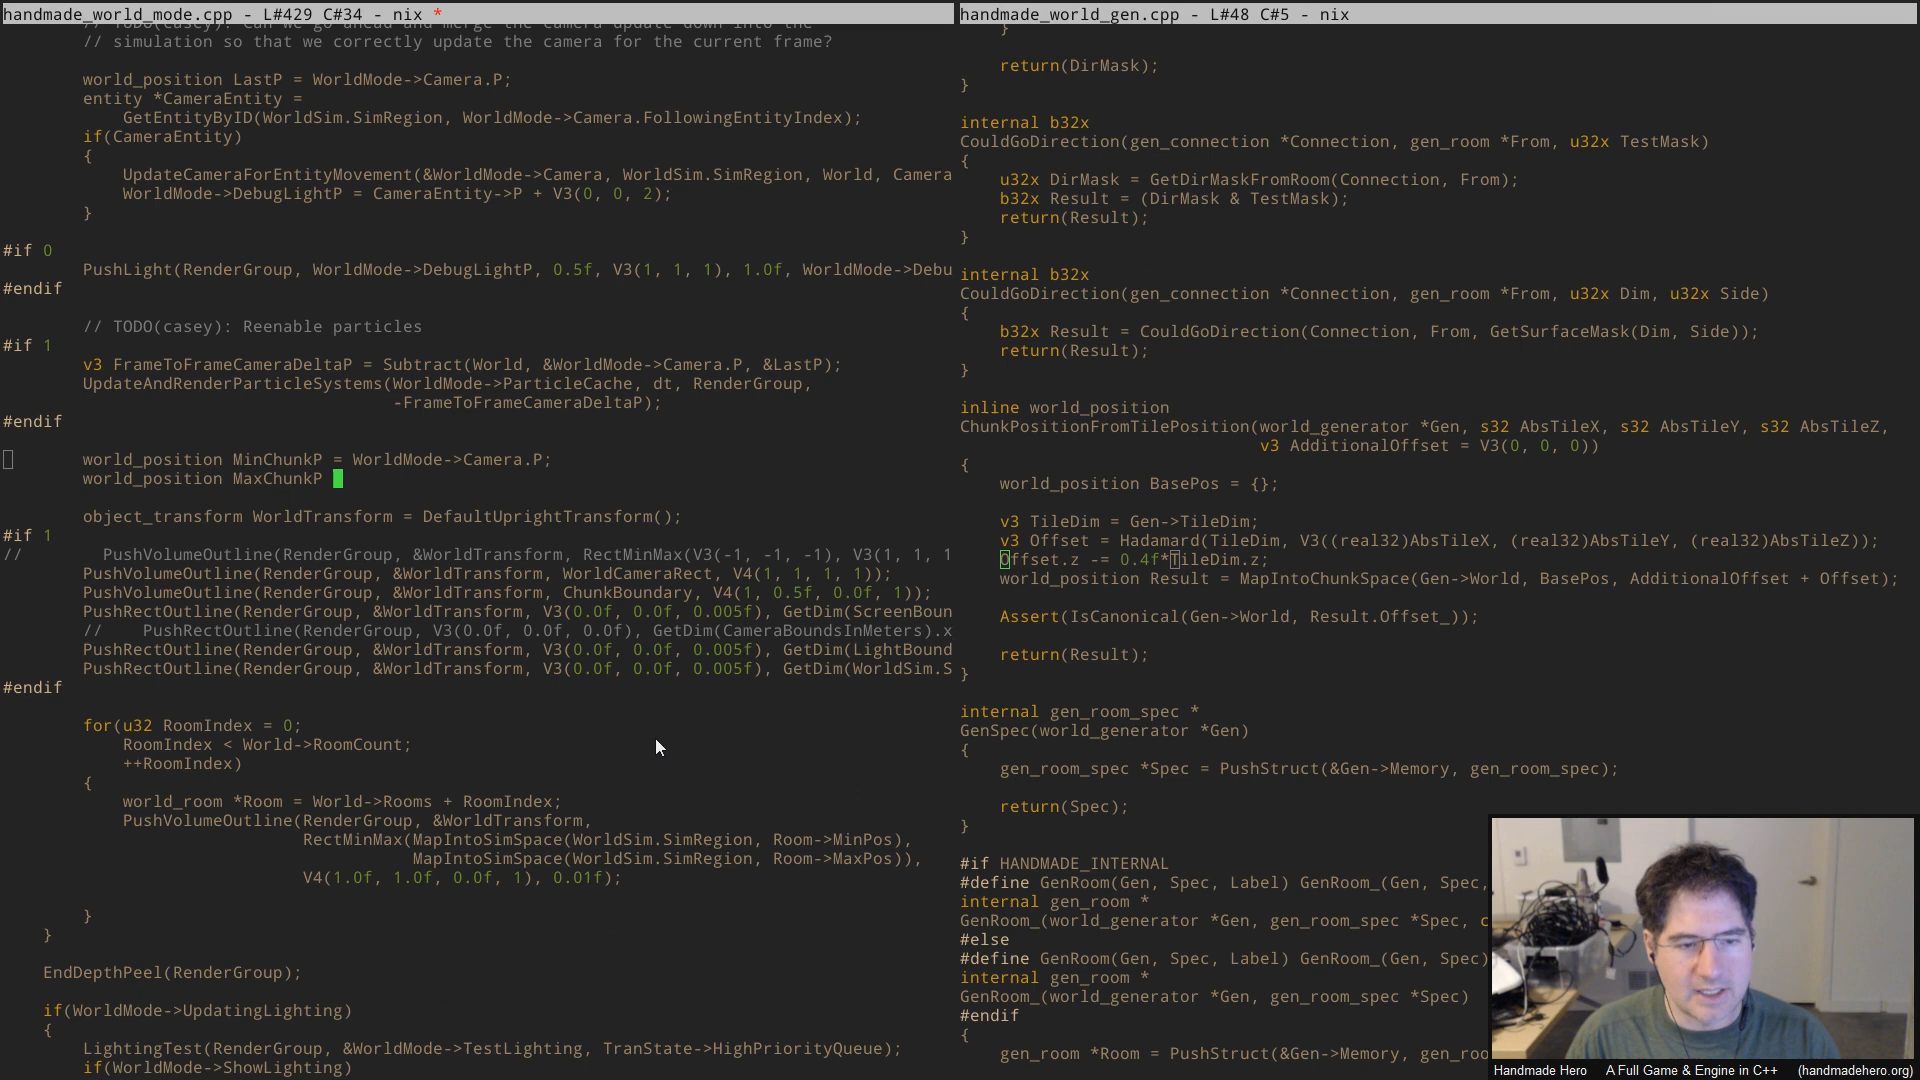 handmade_world_mode.cpp - L#429 C#34 - nix *
// simulation so that we correctly update the camera for the current frame?
world_position LastP = WorldMode->Camera.P;
entity *CameraEntity =
GetEntityByID(WorldSim.SimRegion, WorldMode->Camera.FollowingEntityIndex);
if(CameraEntity)
{
UpdateCameraForEntityMovement(&WorldMode->Camera, WorldSim.SimRegion, World, Camera
WorldMode->DebugLightP = CameraEntity->P + V3(0, 0, 2);
}
#if 0
PushLight(RenderGroup, WorldMode->DebugLightP, 0.5f, V3(1, 1, 1), 1.0f, WorldMode->Debu
#endif
// TODO(casey): Reenable particles
#if 1
v3 FrameToFrameCameraDeltaP = Subtract(World, &WorldMode->Camera.P, &LastP);
UpdateAndRenderParticleSystems(WorldMode->ParticleCache, dt, RenderGroup,
-FrameToFrameCameraDeltaP);
#endif
world_position MinChunkP = WorldMode->Camera.P;
world_position MaxChunkP
object_transform WorldTransform = DefaultUprightTransform();
#if 1
// PushVolumeOutline(RenderGroup, &WorldTransform, RectMinMax(V3(-1, -1, -1), V3(1, 1, 1
PushVolumeOutline(RenderGroup, &WorldTransform, WorldCameraRect, V4(1, 1, 1, 1));
PushVolumeOutline(RenderGroup, &WorldTransform, ChunkBoundary, V4(1, 0.5f, 0.0f, 1));
PushRectOutline(RenderGroup, &WorldTransform, V3(0.0f, 0.0f, 0.005f), GetDim(ScreenBoun
// PushRectOutline(RenderGroup, V3(0.0f, 0.0f, 0.0f), GetDim(CameraBoundsInMeters).x
PushRectOutline(RenderGroup, &WorldTransform, V3(0.0f, 0.0f, 0.005f), GetDim(LightBound
PushRectOutline(RenderGroup, &WorldTransform, V3(0.0f, 0.0f, 0.005f), GetDim(WorldSim.S
#endif
for(u32 RoomIndex = 0;
RoomIndex < World->RoomCount;
++RoomIndex)
{
world_room *Room = World->Rooms + RoomIndex;
PushVolumeOutline(RenderGroup, &WorldTransform,
RectMinMax(MapIntoSimSpace(WorldSim.SimRegion, Room->MinPos),
MapIntoSimSpace(WorldSim.SimRegion, Room->MaxPos)),
V4(1.0f, 1.0f, 0.0f, 1), 0.01f);
}
}
EndDepthPeel(RenderGroup);
if(WorldMode->UpdatingLighting)
{
LightingTest(RenderGroup, &WorldMode->TestLighting, TranState->HighPriorityQueue);
if(WorldMode->ShowLighting)
handmade_world_gen.cpp - L#48 C#5 - nix
}
return(DirMask);
}
internal b32x
CouldGoDirection(gen_connection *Connection, gen_room *From, u32x TestMask)
{
u32x DirMask = GetDirMaskFromRoom(Connection, From);
b32x Result = (DirMask & TestMask);
return(Result);
}
internal b32x
CouldGoDirection(gen_connection *Connection, gen_room *From, u32x Dim, u32x Side)
{
b32x Result = CouldGoDirection(Connection, From, GetSurfaceMask(Dim, Side));
return(Result);
}
inline world_position
ChunkPositionFromTilePosition(world_generator *Gen, s32 AbsTileX, s32 AbsTileY, s32 AbsTileZ,
v3 AdditionalOffset = V3(0, 0, 0))
{
world_position BasePos = {};
v3 TileDim = Gen->TileDim;
v3 Offset = Hadamard(TileDim, V3((real32)AbsTileX, (real32)AbsTileY, (real32)AbsTileZ));
Offset.z -= 0.4f*TileDim.z;
world_position Result = MapIntoChunkSpace(Gen->World, BasePos, AdditionalOffset + Offset);
Assert(IsCanonical(Gen->World, Result.Offset_));
return(Result);
}
internal gen_room_spec *
GenSpec(world_generator *Gen)
{
gen_room_spec *Spec = PushStruct(&Gen->Memory, gen_room_spec);
return(Spec);
}
#if HANDMADE_INTERNAL
#define GenRoom(Gen, Spec, Label) GenRoom_(Gen, Spec,
internal gen_room *
GenRoom_(world_generator *Gen, gen_room_spec *Spec, c
#else
#define GenRoom(Gen, Spec, Label) GenRoom_(Gen, Spec)
internal gen_room *
GenRoom_(world_generator *Gen, gen_room_spec *Spec)
#endif
{
gen_room *Room = PushStruct(&Gen->Memory, gen_roo
Handmade Hero A Full Game & Engine in C++ (handmadehero.org)